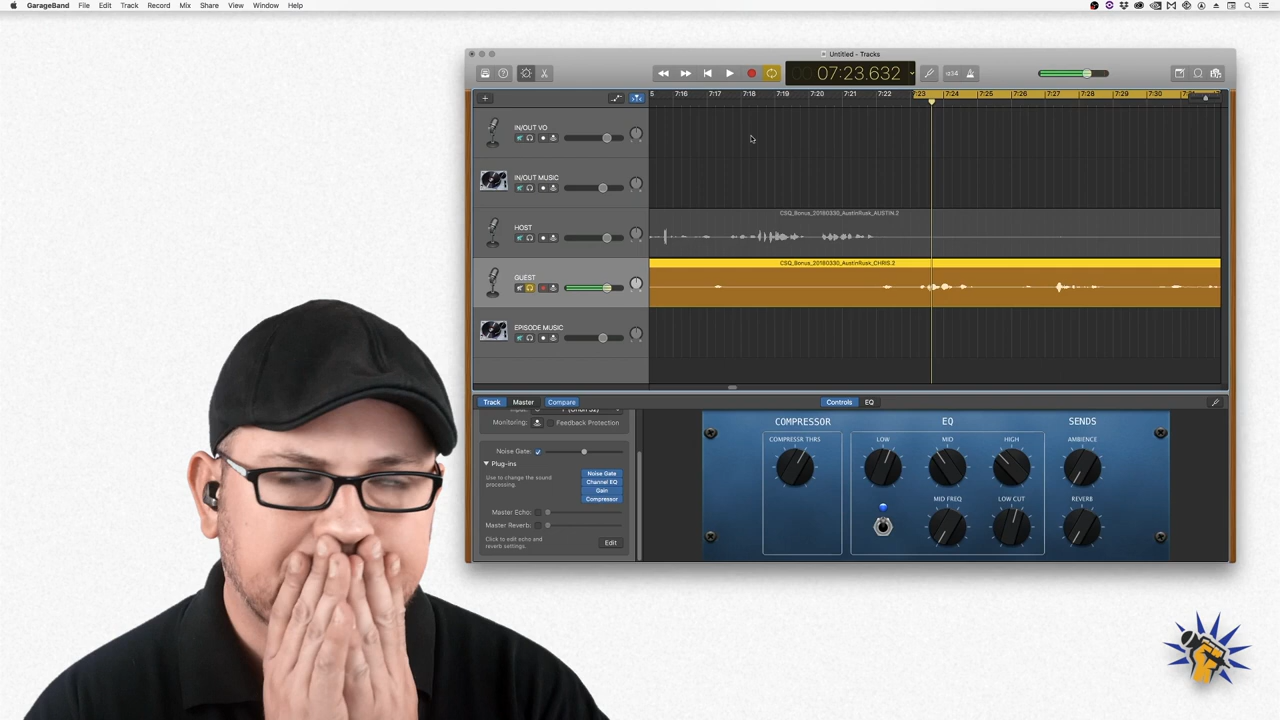 GarageBand File Edit Track Record Mix Share View Window Help
Untitled - Tracks
07:23.632
1234
5 7:16 7:17 7:18 7:19 7:20 7:21 7:22 7:23 7:24 7:25 7:26 7:27 7:28 7:29 7:30
IN/OUT VO
IN/OUT MUSIC
CSQ_Bonus_20180330_AustinRusk_AUSTIN.2
HOST
CSQ_Bonus_20180330_AustinRusk_CHRIS.2
GUEST
EPISODE MUSIC
Track Master Compare Controls EQ
Monitoring: Feedback Protection
Noise Gate:
Plug-ins
Use to change the sound
processing.
Noise Gate
Channel EQ
Gain
Compressor
Master Echo:
Master Reverb:
Click to edit echo and
reverb settings.
Edit
COMPRESSOR EQ SENDS
COMPRESSR THRS LOW MID HIGH AMBIENCE
MID FREQ LOW CUT REVERB